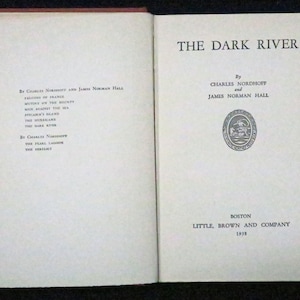 By Charles Nordhoff and James Norman Hall
FALCONS OF FRANCE
MUTINY ON THE BOUNTY
MEN AGAINST THE SEA
PITCAIRN'S ISLAND
THE HURRICANE
THE DARK RIVER
By Charles Nordhoff
THE PEARL LAGOON
THE DERELICT
THE DARK RIVER
By
CHARLES NORDHOFF
and
JAMES NORMAN HALL
BOSTON
LITTLE, BROWN AND COMPANY
1938